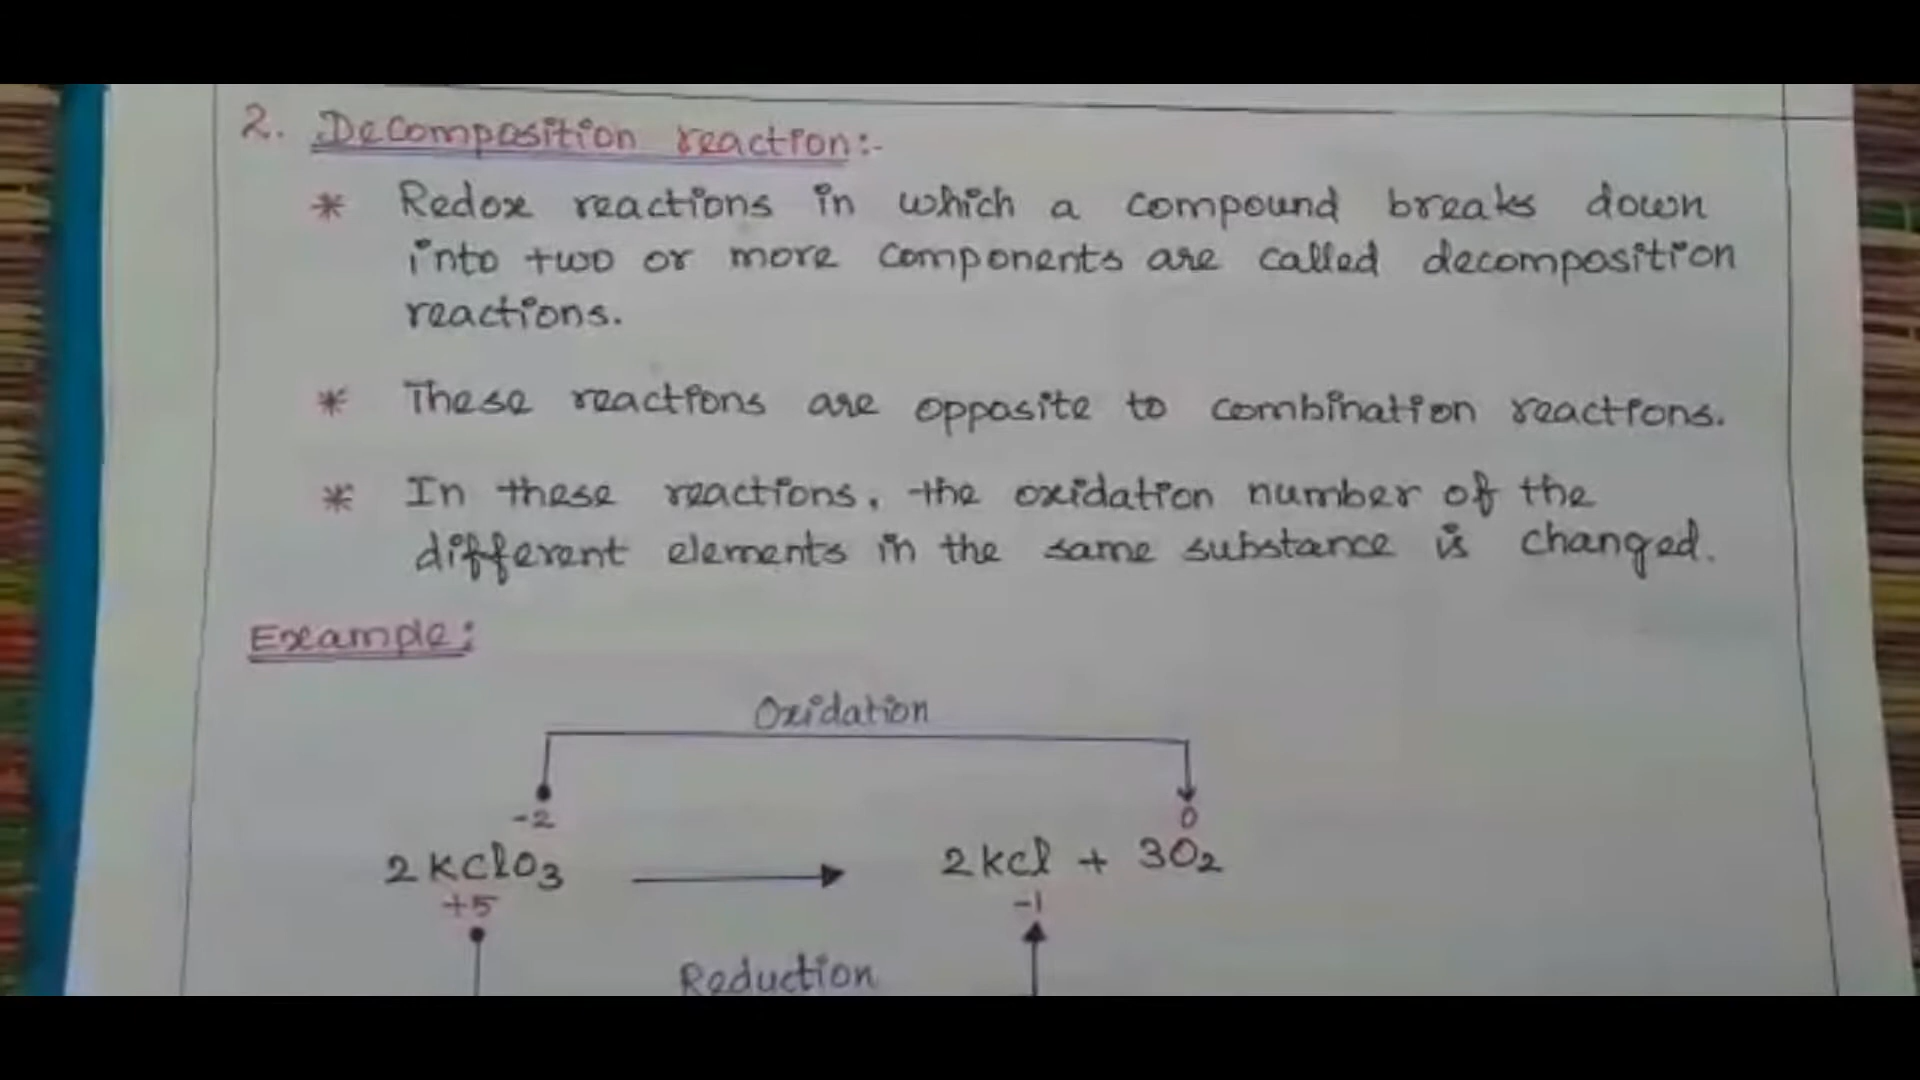 2. Decomposition reaction:-
* Redox reactions in which a compound breaks down
into two or more components are called decomposition
reactions.
* These reactions are opposite to combination reactions.
* In these reactions, the oxidation number of the
different elements in the same substance is changed.
Example:
Oxidation
-2 0
2KClO3 → 2KCl + 3O2
+5 -1
Reduction